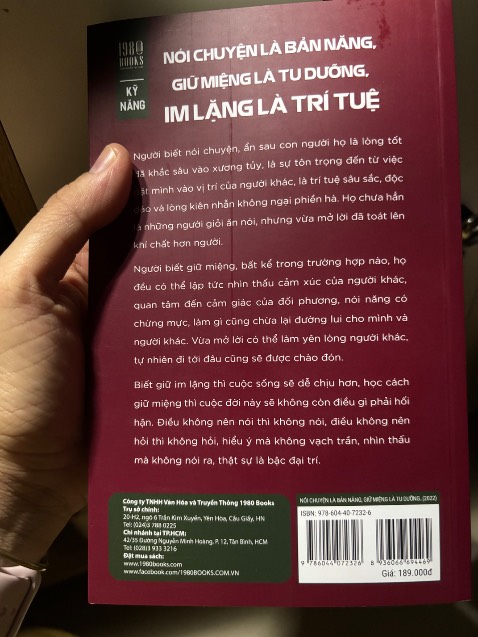 1980
BOOKS
KỸ
NĂNG
NÓI CHUYỆN LÀ BẢN NĂNG,
GIỮ MIỆNG LÀ TU DƯỠNG,
IM LẶNG LÀ TRÍ TUỆ
Người biết nói chuyện, ẩn sau con người họ là lòng tốt
đã khắc sâu vào xương tủy, là sự tôn trọng đến từ việc
đặt mình vào vị trí của người khác, là trí tuệ sâu sắc, độc
đáo và lòng kiên nhẫn không ngại phiền hà. Họ chưa hẳn
là những người giỏi ăn nói, nhưng vừa mở lời đã toát lên
khí chất hơn người.
Người biết giữ miệng, bất kể trong trường hợp nào, họ
đều có thể lập tức nhìn thấu cảm xúc của người khác,
quan tâm đến cảm giác của đối phương, nói năng có
chừng mực, làm gì cũng chừa lại đường lui cho mình và
người khác. Vừa mở lời có thể làm yên lòng người khác,
tự nhiên đi tới đâu cũng sẽ được chào đón.
Biết giữ im lặng thì cuộc sống sẽ dễ chịu hơn, học cách
giữ miệng thì cuộc đời này sẽ không còn điều gì phải hối
hận. Điều không nên nói thì không nói, điều không nên
hỏi thì không hỏi, hiểu ý mà không vạch trần, nhìn thấu
mà không nói ra, thật sự là bậc đại trí.
Công ty TNHH Văn Hóa và Truyền Thông 1980 Books
Trụ sở chính:
20-H2, ngõ 6 Trần Kim Xuyến, Yên Hòa, Cầu Giấy, HN
Tel: (024)3 788 0225
Chi nhánh tại TP.HCM:
42/35 Đường Nguyễn Minh Hoàng, P. 12, Tân Bình, HCM
Tel: (028)3 933 3216
Đặt mua sách:
www.1980books.com
www.facebook.com/1980BOOKS.COM.VN
NÓI CHUYỆN LÀ BẢN NĂNG, GIỮ MIỆNG LÀ TU DƯỠNG, (2022)
ISBN: 978-604-40-7232-6
9 786044 072326
8 936066 694469
Giá: 189.000đ